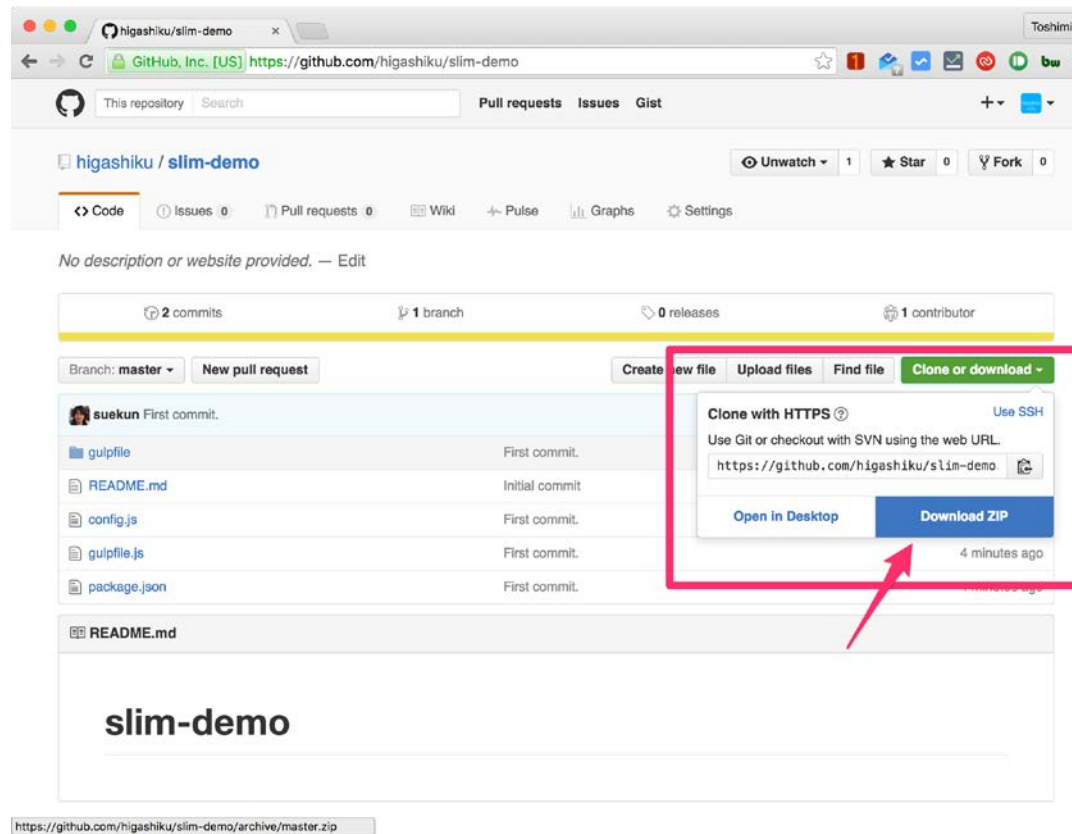 higashiku/slim-demo
Toshimi
GitHub, Inc. [US] https://github.com/higashiku/slim-demo
1
bw
This repository Search Pull requests Issues Gist
higashiku / slim-demo
Unwatch 1 Star 0 Fork 0
Code Issues 0 Pull requests 0 Wiki Pulse Graphs Settings
No description or website provided. — Edit
2 commits 1 branch 0 releases 1 contributor
Branch: master New pull request Create new file Upload files Find file Clone or download
suekun First commit.
Clone with HTTPS Use SSH
Use Git or checkout with SVN using the web URL.
https://github.com/higashiku/slim-demo
Open in Desktop Download ZIP
gulpfile First commit.
README.md Initial commit
config.js First commit.
gulpfile.js First commit. 4 minutes ago
package.json First commit. minutes ago
README.md
slim-demo
https://github.com/higashiku/slim-demo/archive/master.zip